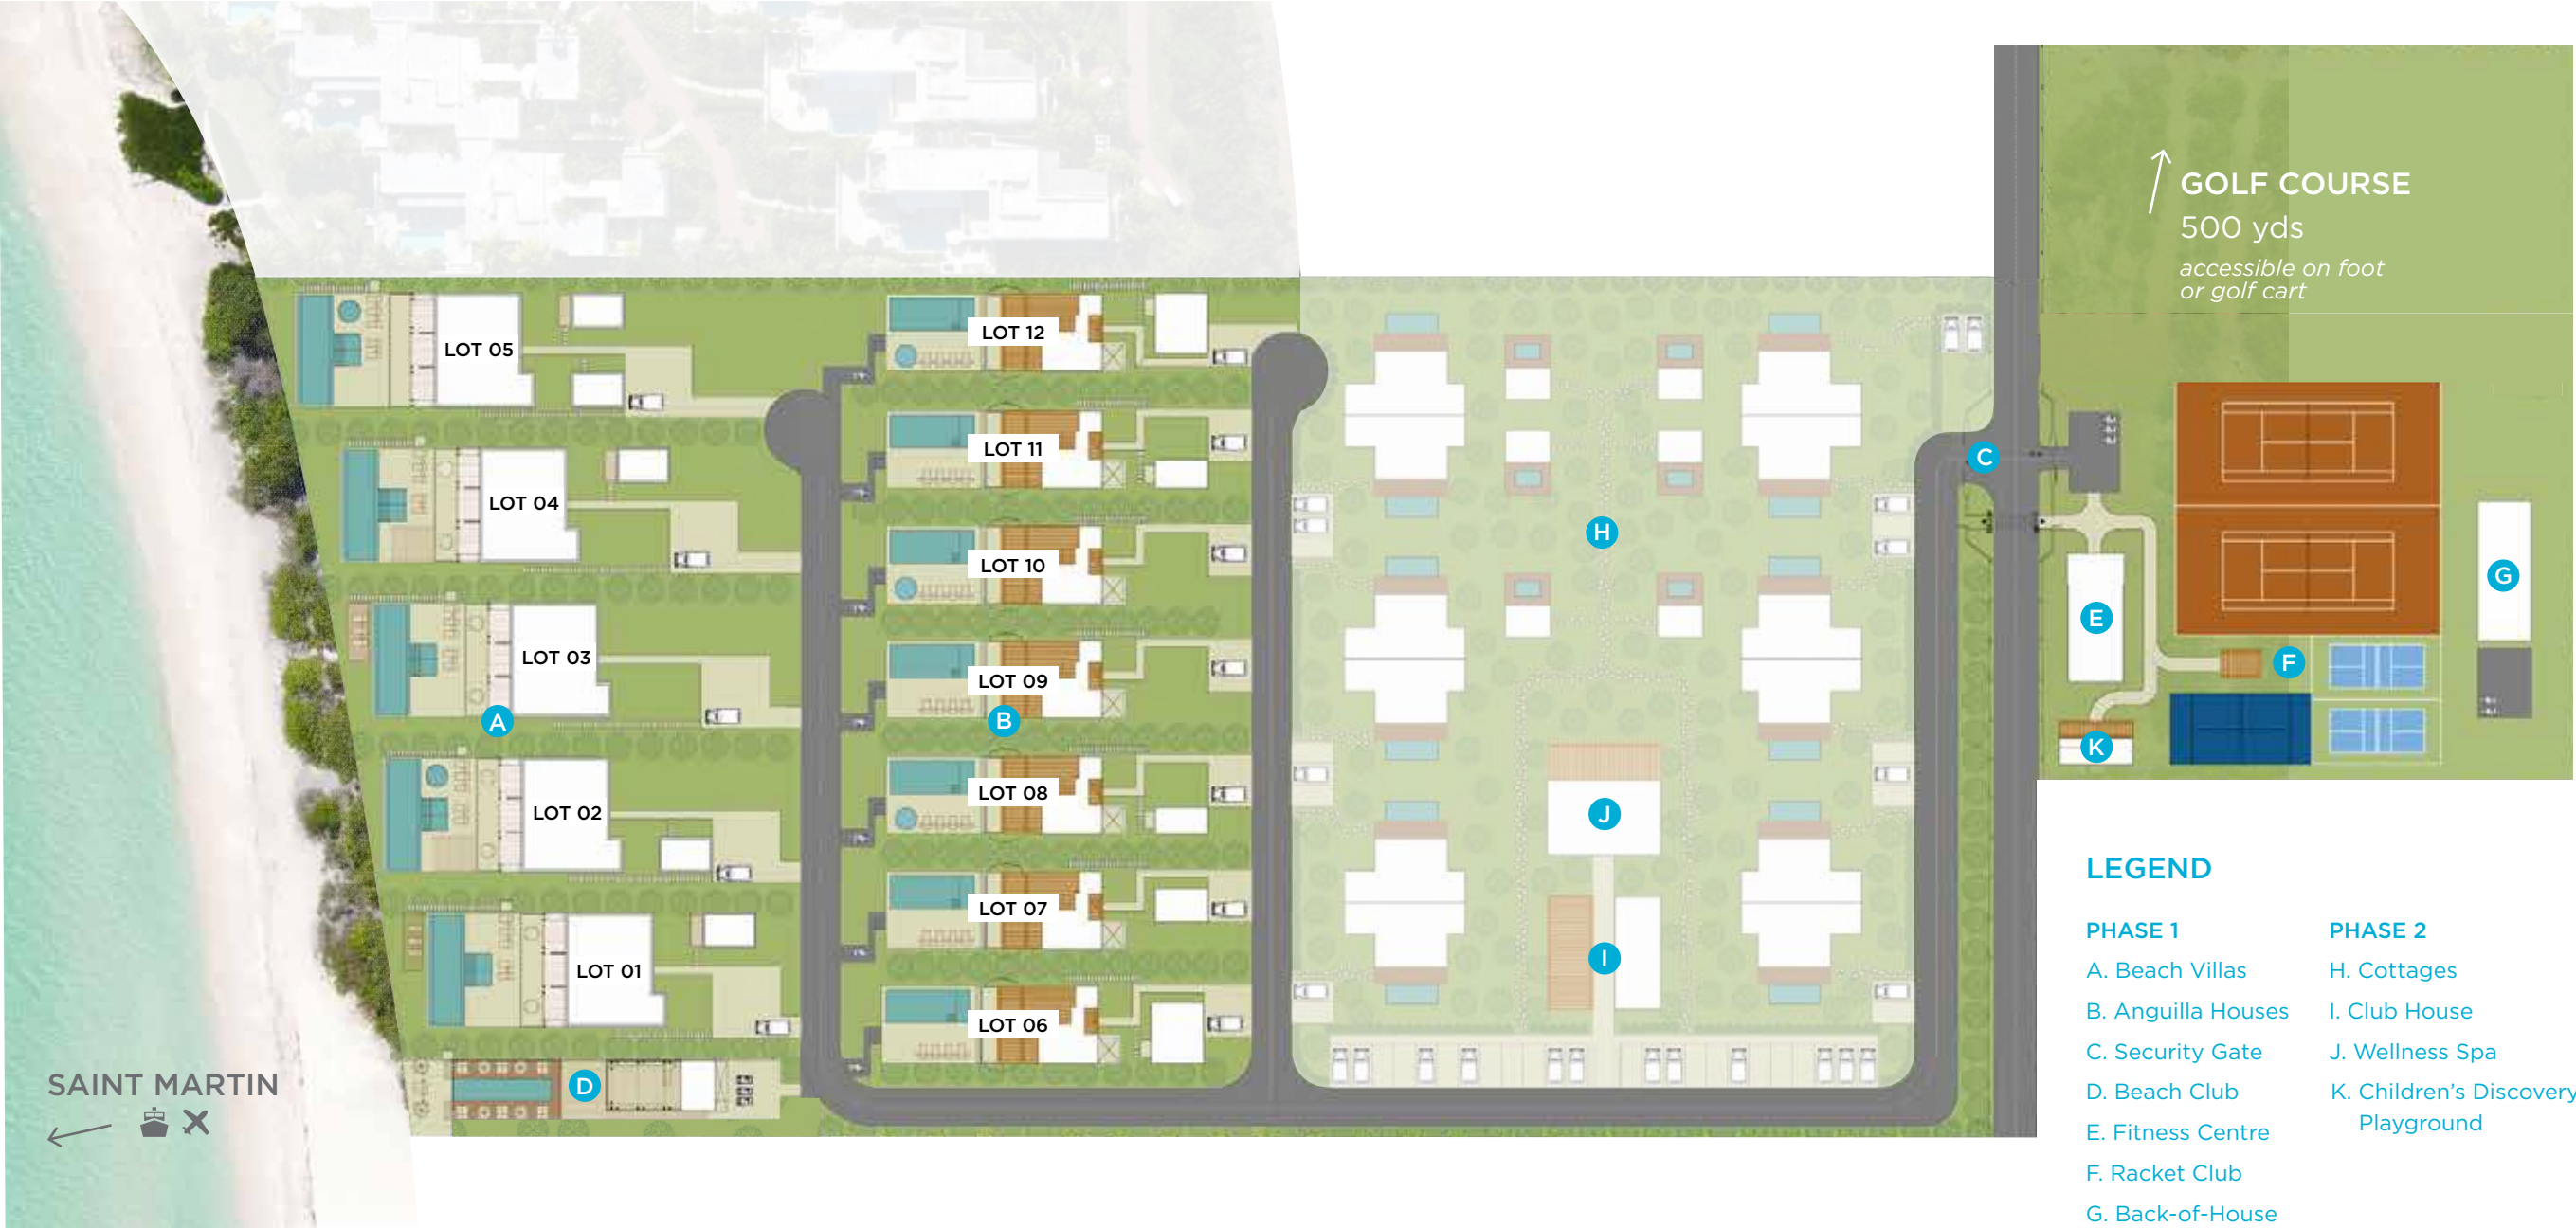 GOLF COURSE
500 yds
accessible on foot
or golf cart
LOT 05
LOT 04
LOT 03
LOT 02
LOT 01
LOT 12
LOT 11
LOT 10
LOT 09
LOT 08
LOT 07
LOT 06
A
B
C
D
E
F
G
H
I
J
K
SAINT MARTIN
LEGEND
PHASE 1
A. Beach Villas
B. Anguilla Houses
C. Security Gate
D. Beach Club
E. Fitness Centre
F. Racket Club
G. Back-of-House
PHASE 2
H. Cottages
I. Club House
J. Wellness Spa
K. Children's Discovery
Playground